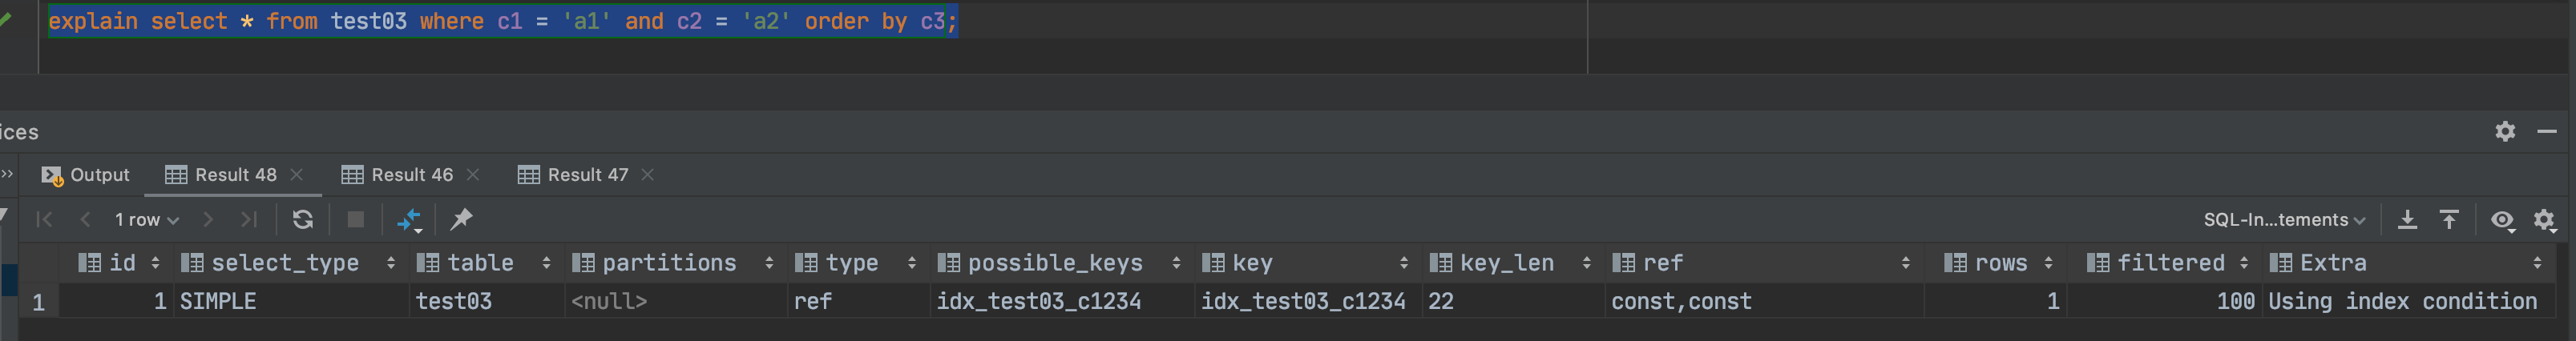 explain select * from test03 where c1 = 'a1' and c2 = 'a2' order by c3;
ices
Output Result 48 Result 46 Result 47
1 row SQL-In...tements
id select_type table partitions type possible_keys key key_len ref rows filtered Extra
1 1 SIMPLE test03 <null> ref idx_test03_c1234 idx_test03_c1234 22 const,const 1 100 Using index condition